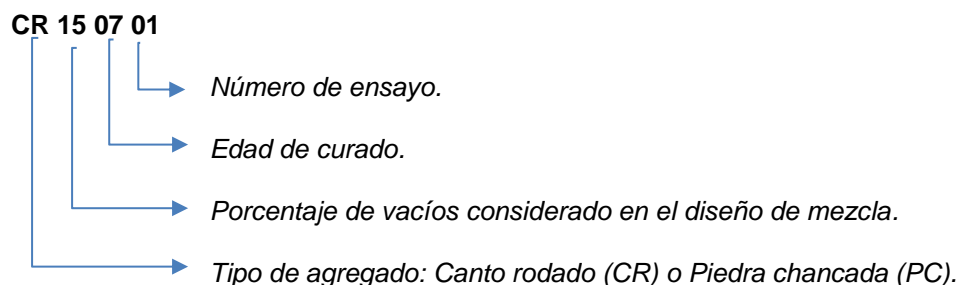 CR 15 07 01
Número de ensayo.
Edad de curado.
Porcentaje de vacíos considerado en el diseño de mezcla.
Tipo de agregado: Canto rodado (CR) o Piedra chancada (PC).